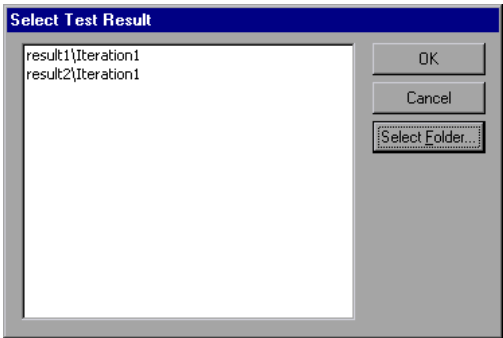 Select Test Result
result1\Iteration1
result2\Iteration1
OK
Cancel
Select Folder...